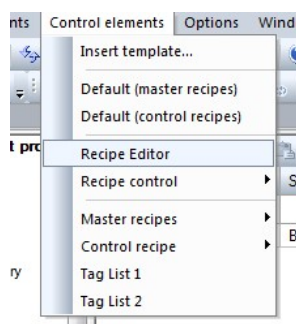 nts Control elements Options Wind
Insert template...
Default (master recipes)
Default (control recipes)
t pro
Recipe Editor
Recipe control
S
Master recipes
Control recipe
B
ry
Tag List 1
Tag List 2